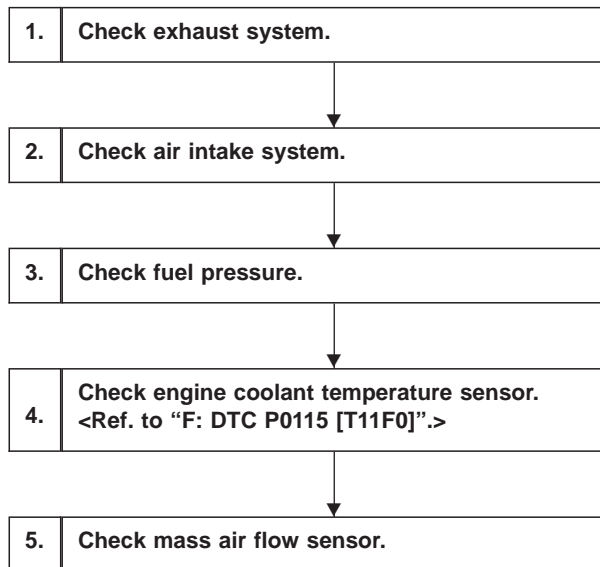 1. Check exhaust system.
2. Check air intake system.
3. Check fuel pressure.
4. Check engine coolant temperature sensor.
<Ref. to “F: DTC P0115 [T11F0]”.>
5. Check mass air flow sensor.